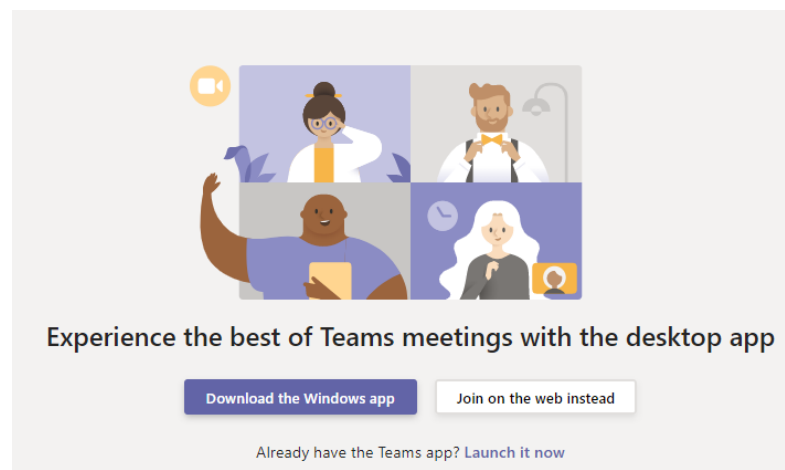 Experience the best of Teams meetings with the desktop app
Download the Windows app
Join on the web instead
Already have the Teams app? Launch it now